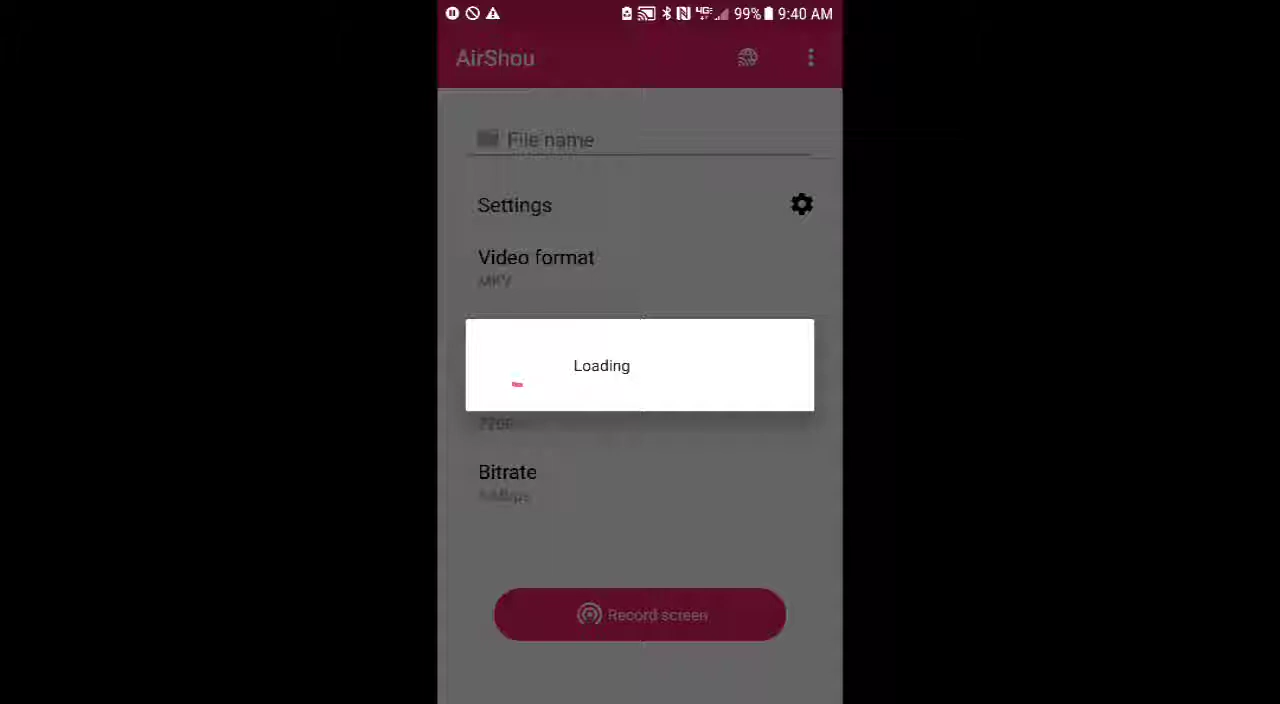 99% 9:40 AM
AirShou
File name
Settings
Video format
MKV
Loading
Bitrate
Record screen